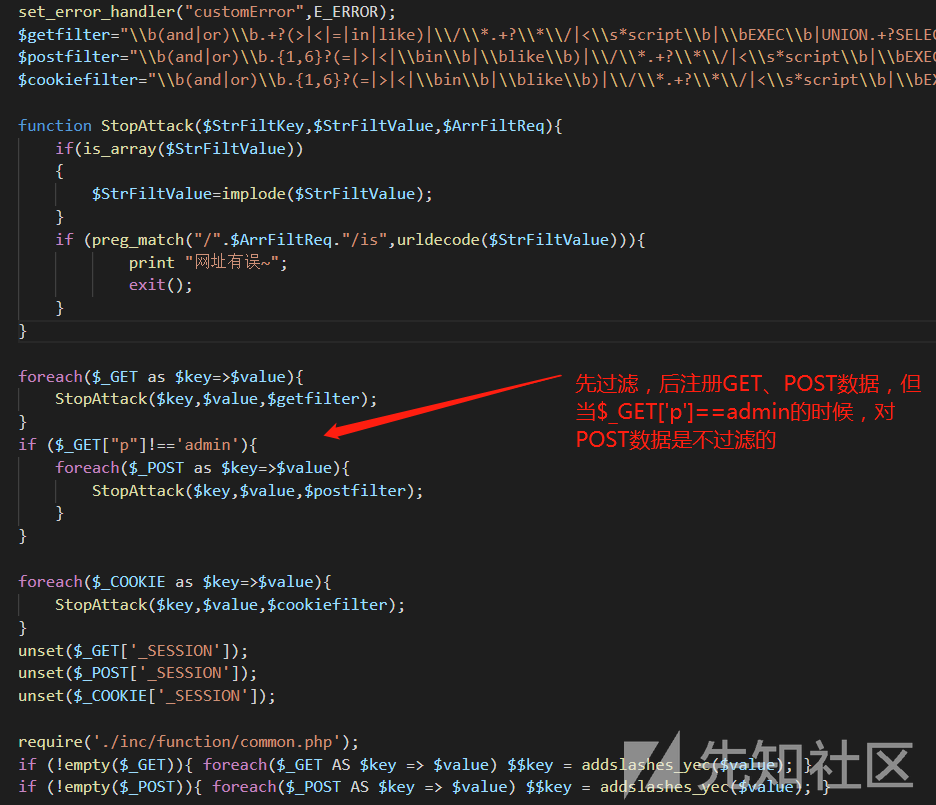 set_error_handler("customError",E_ERROR);
$getfilter="\\b(and|or)\\b.+?(>|<|=|in|like)|\\/\\*.+?\\*\\/|<\\s*script\\b|\\bEXEC\\b|UNION.+?SELE
$postfilter="\\b(and|or)\\b.{1,6}?(=|>|<|\\bin\\b|\\blike\\b)|\\/\\*.+?\\*\\/|<\\s*script\\b|\\bEXEC
$cookiefilter="\\b(and|or)\\b.{1,6}?(=|>|<|\\bin\\b|\\blike\\b)|\\/\\*.+?\\*\\/|<\\s*script\\b|\\bEX
function StopAttack($StrFiltKey,$StrFiltValue,$ArrFiltReq){
if(is_array($StrFiltValue))
{
$StrFiltValue=implode($StrFiltValue);
}
if (preg_match("/".$ArrFiltReq."/is",urldecode($StrFiltValue))){
print "网址有误~";
exit();
}
}
foreach($_GET as $key=>$value){
StopAttack($key,$value,$getfilter);
}
if ($_GET["p"]!=='admin'){
foreach($_POST as $key=>$value){
StopAttack($key,$value,$postfilter);
}
}
先过滤，后注册GET、POST数据，但
当$_GET['p']==admin的时候，对
POST数据是不过滤的
foreach($_COOKIE as $key=>$value){
StopAttack($key,$value,$cookiefilter);
}
unset($_GET['_SESSION']);
unset($_POST['_SESSION']);
unset($_COOKIE['_SESSION']);
require('./inc/function/common.php');
if (!empty($_GET)){ foreach($_GET AS $key => $value) $$key = addslashes_yec($value); }
if (!empty($_POST)){ foreach($_POST AS $key => $value) $$key = addslashes_yec($value); }
先知社区